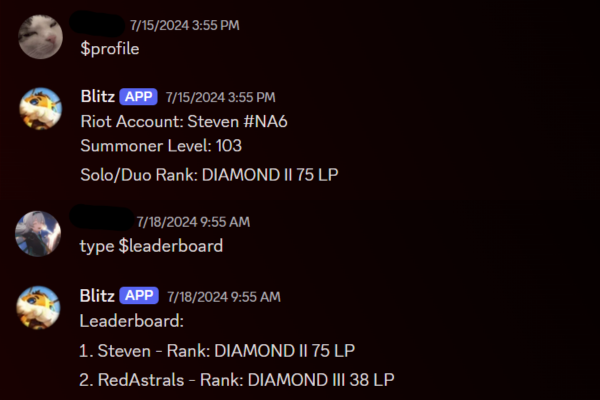 7/15/2024 3:55 PM
$profile
Blitz APP 7/15/2024 3:55 PM
Riot Account: Steven #NA6
Summoner Level: 103
Solo/Duo Rank: DIAMOND II 75 LP
7/18/2024 9:55 AM
type $leaderboard
Blitz APP 7/18/2024 9:55 AM
Leaderboard:
1. Steven - Rank: DIAMOND II 75 LP
2. RedAstrals - Rank: DIAMOND III 38 LP